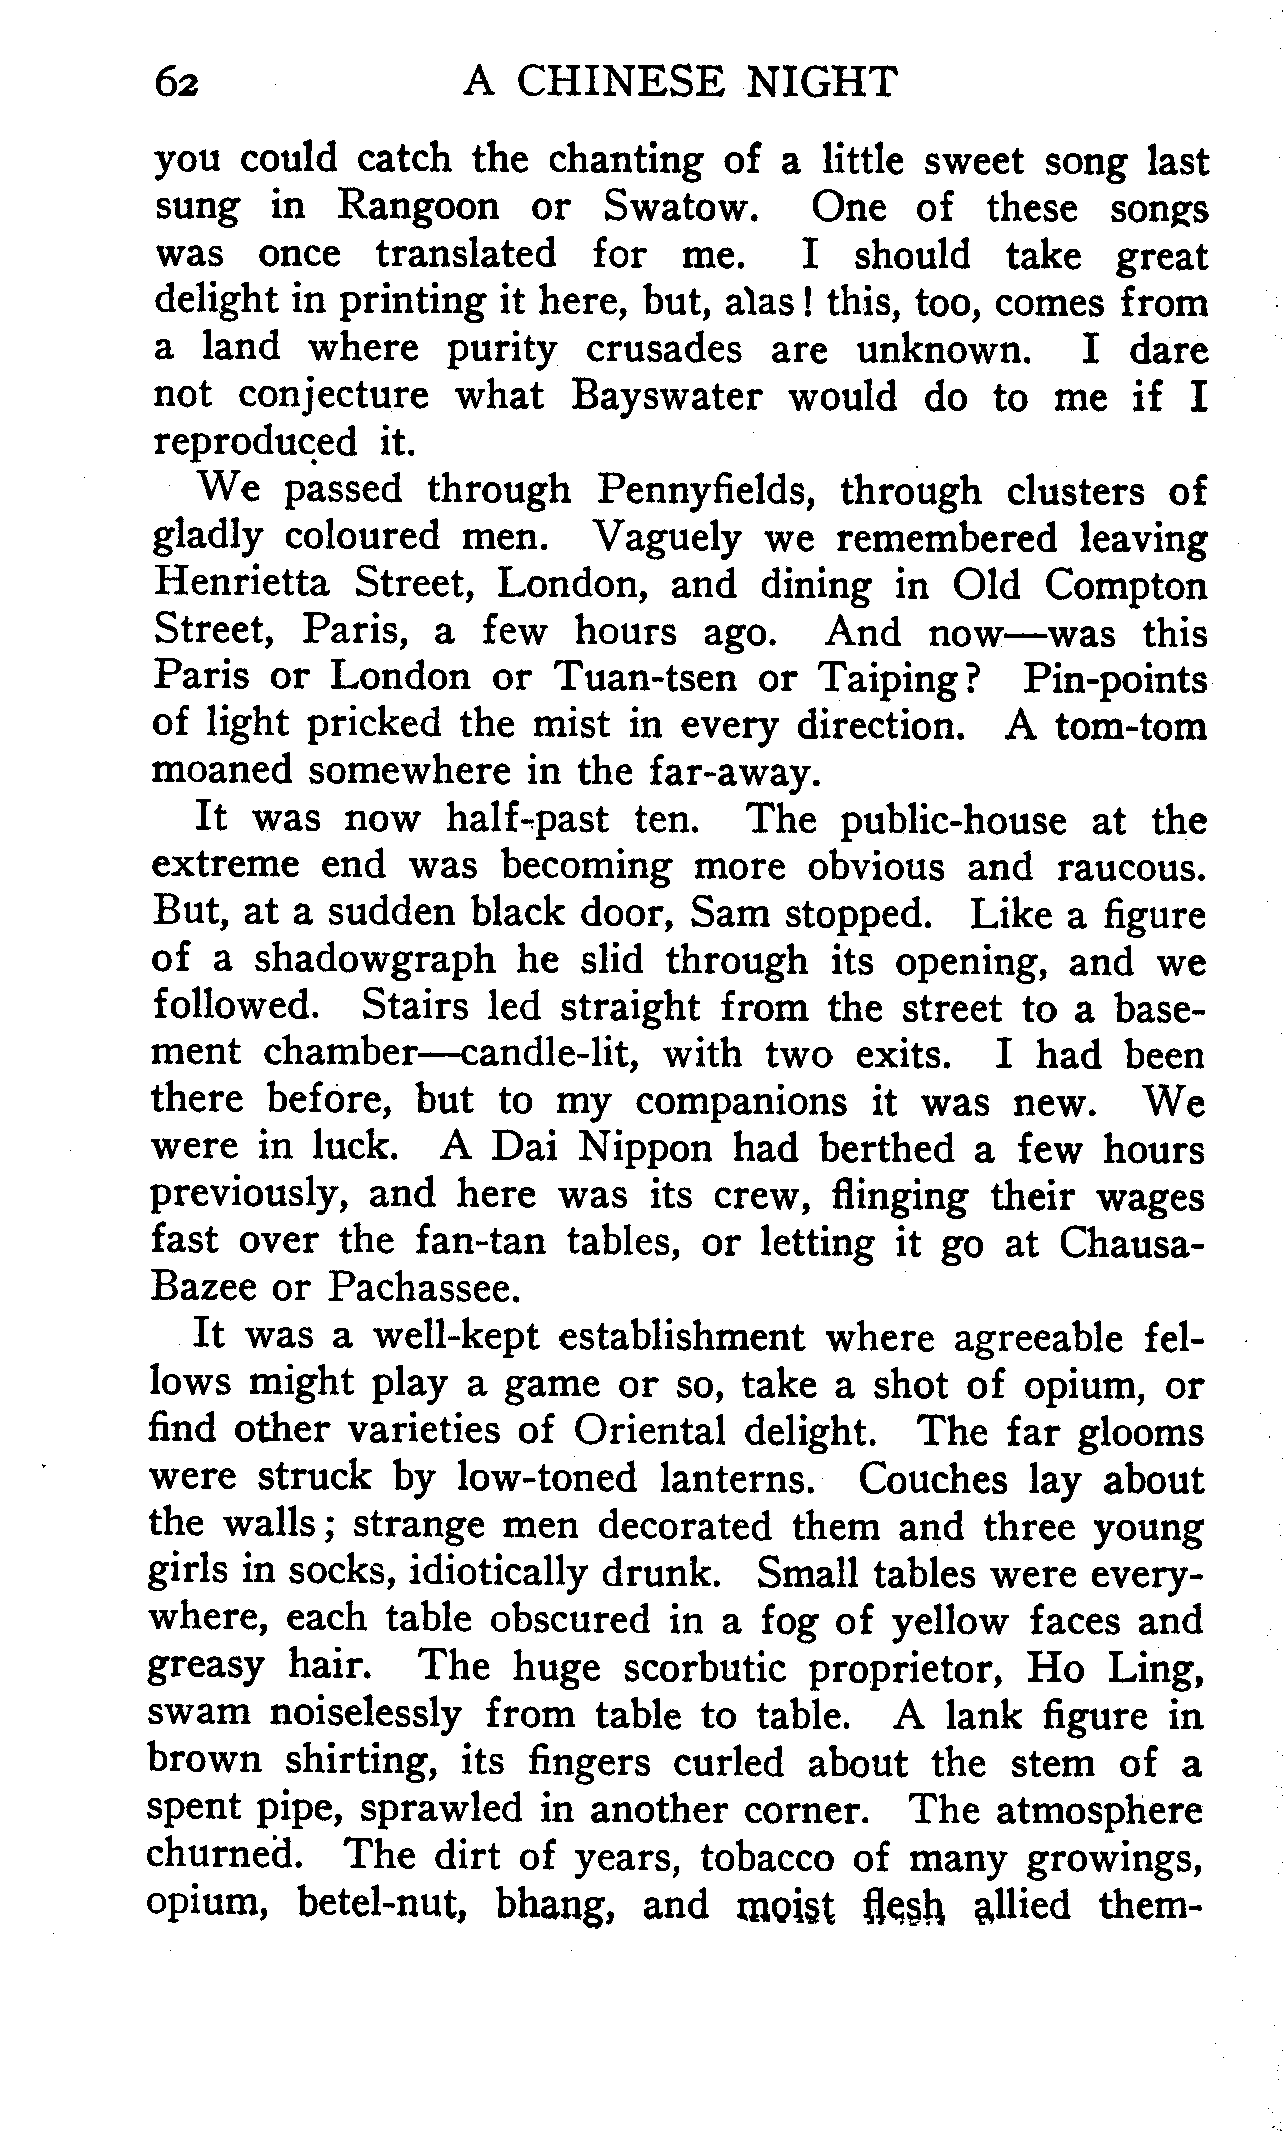 62 A CHINESE NIGHT
you could catch the chanting of a little sweet song last
sung in Rangoon or Swatow. One of these songs
was once translated for me. I should take great
delight in printing it here, but, alas! this, too, comes from
a land where purity crusades are unknown. I dare
not conjecture what Bayswater would do to me if I
reproduced it.
We passed through Pennyfields, through clusters of
gladly coloured men. Vaguely we remembered leaving
Henrietta Street, London, and dining in Old Compton
Street, Paris, a few hours ago. And now—was this
Paris or London or Tuan-tsen or Taiping? Pin-points
of light pricked the mist in every direction. A tom-tom
moaned somewhere in the far-away.
It was now half-past ten. The public-house at the
extreme end was becoming more obvious and raucous.
But, at a sudden black door, Sam stopped. Like a figure
of a shadowgraph he slid through its opening, and we
followed. Stairs led straight from the street to a base-
ment chamber—candle-lit, with two exits. I had been
there before, but to my companions it was new. We
were in luck. A Dai Nippon had berthed a few hours
previously, and here was its crew, flinging their wages
fast over the fan-tan tables, or letting it go at Chausa-
Bazee or Pachassee.
It was a well-kept establishment where agreeable fel-
lows might play a game or so, take a shot of opium, or
find other varieties of Oriental delight. The far glooms
were struck by low-toned lanterns. Couches lay about
the walls; strange men decorated them and three young
girls in socks, idiotically drunk. Small tables were every-
where, each table obscured in a fog of yellow faces and
greasy hair. The huge scorbutic proprietor, Ho Ling,
swam noiselessly from table to table. A lank figure in
brown shirting, its fingers curled about the stem of a
spent pipe, sprawled in another corner. The atmosphere
churned. The dirt of years, tobacco of many growings,
opium, betel-nut, bhang, and moist flesh allied them-